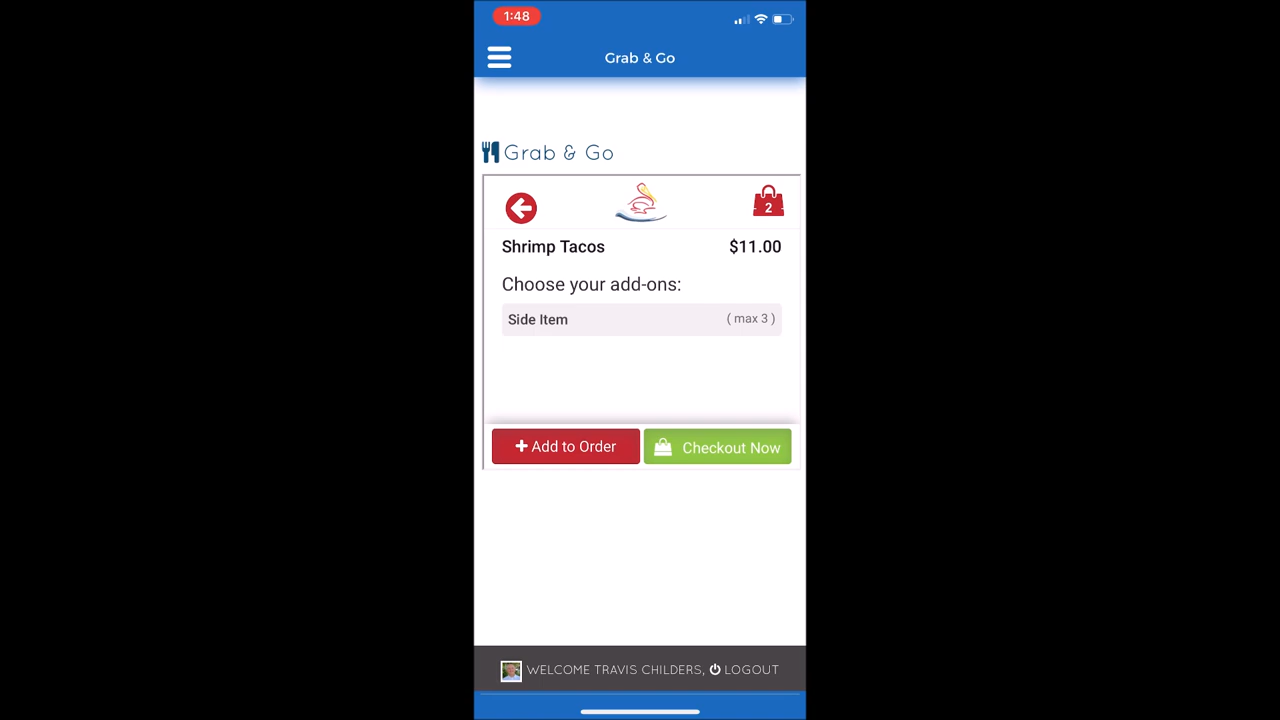 1:48
Grab & Go
Grab & Go
2
Shrimp Tacos $11.00
Choose your add-ons:
Side Item ( max 3 )
Add to Order Checkout Now
WELCOME TRAVIS CHILDERS, LOGOUT